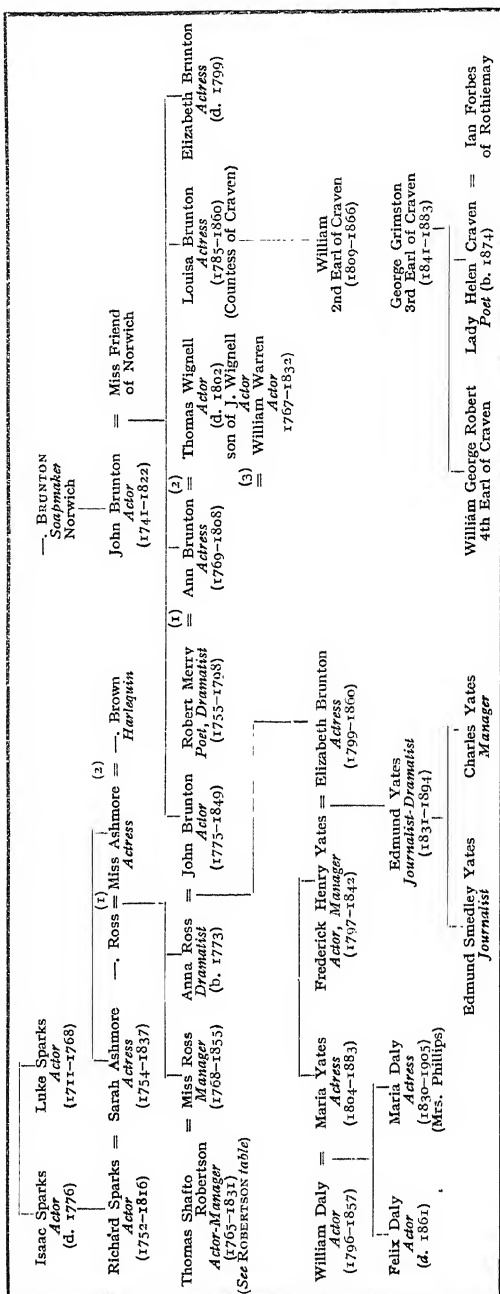 Isaac Sparks
Actor
(d. 1776)
Luke Sparks
Actor
(1711–1768)
—. BRUNTON
Soapmaker
Norwich
Richard Sparks
Actor
(1752–1816)
=
Sarah Ashmore
Actress
(1754–1837)
—. Ross
(1)
=
Miss Ashmore
Actress
(2)
=
—. Brown
Harlequin
John Brunton
Actor
(1741–1822)
=
Miss Friend
of Norwich
Thomas Shafto
Robertson
Actor-Manager
(1765–1831)
(See ROBERTSON table)
=
Miss Ross
Manager
(1768–1855)
Anna Ross
Dramatist
(b. 1773)
=
John Brunton
Actor
(1775–1849)
Robert Merry
Poet, Dramatist
(1755–1798)
(1)
=
Ann Brunton
Actress
(1769–1808)
(2)
=
Thomas Wignell
Actor
(d. 1802)
son of J. Wignell
Actor
(3)
=
William Warren
Actor
1767–1832)
Louisa Brunton
Actress
(1785–1860)
(Countess of Craven)
Elizabeth Brunton
Actress
(d. 1799)
William Daly
Actor
(1796–1857)
=
Maria Yates
Actress
(1804–1883)
Frederick Henry Yates
Actor, Manager
(1797–1842)
=
Elizabeth Brunton
Actress
(1799–1860)
William
2nd Earl of Craven
(1809–1866)
Felix Daly
Actor
(d. 1861)
Maria Daly
Actress
(1830–1905)
(Mrs. Phillips)
Edmund Yates
Journalist-Dramatist
(1831–1894)
George Grimston
3rd Earl of Craven
(1841–1883)
Edmund Smedley Yates
Journalist
Charles Yates
Manager
William George Robert
4th Earl of Craven
Lady Helen Craven
Poet (b. 1874)
=
Ian Forbes
of Rothiemay